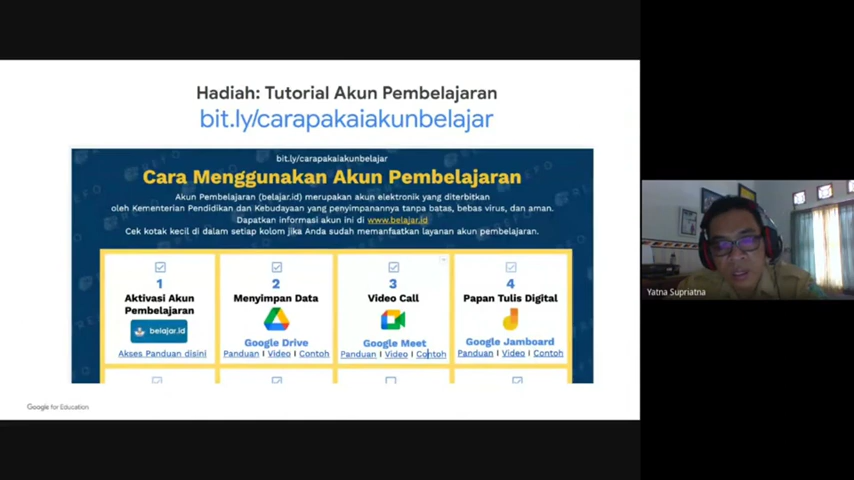 Hadiah: Tutorial Akun Pembelajaran
bit.ly/carapakaiakunbelajar
bit.ly/carapakaiakunbelajar
Cara Menggunakan Akun Pembelajaran
Akun Pembelajaran (belajar.id) merupakan akun elektronik yang diterbitkan
oleh Kementerian Pendidikan dan Kebudayaan yang penyimpanannya tanpa batas, bebas virus, dan aman.
Dapatkan informasi akun ini di www.belajar.id
Cek kotak kecil di dalam setiap kolom jika Anda sudah memanfaatkan layanan akun pembelajaran.
1
Aktivasi Akun
Pembelajaran
belajar.id
Akses Panduan disini
2
Menyimpan Data
Google Drive
Panduan I Video I Contoh
3
Video Call
Google Meet
Panduan I Video I Contoh
4
Papan Tulis Digital
Google Jamboard
Panduan I Video I Contoh
Google for Education
Yatna Supriatna